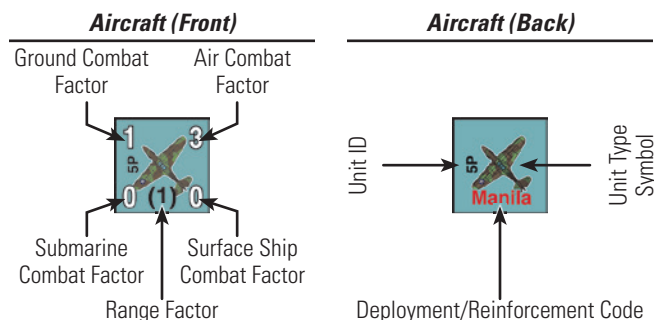 Aircraft (Front)
Ground Combat Factor
Air Combat Factor
1 3
5P
0 (1) 0
Submarine Combat Factor
Surface Ship Combat Factor
Range Factor
Aircraft (Back)
Unit ID
5P
Manila
Unit Type Symbol
Deployment/Reinforcement Code